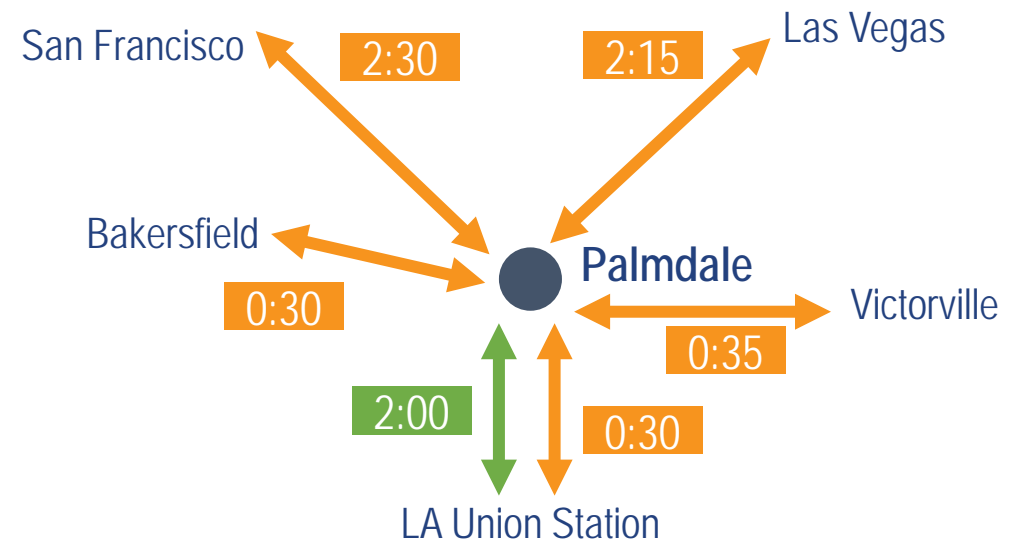 San Francisco
2:30
2:15
Las Vegas
Bakersfield
Palmdale
0:30
Victorville
0:35
2:00
0:30
LA Union Station